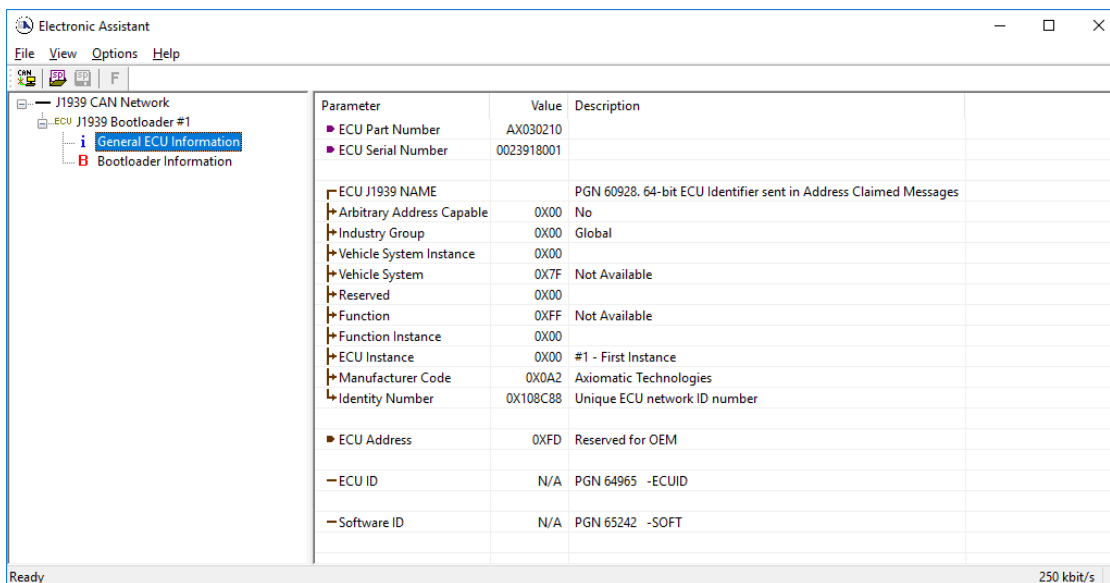 Electronic Assistant
File View Options Help
CAN SP SP F
J1939 CAN Network
ECU J1939 Bootloader #1
i General ECU Information
B Bootloader Information
Parameter Value Description
ECU Part Number AX030210
ECU Serial Number 0023918001
ECU J1939 NAME PGN 60928. 64-bit ECU Identifier sent in Address Claimed Messages
Arbitrary Address Capable 0X00 No
Industry Group 0X00 Global
Vehicle System Instance 0X00
Vehicle System 0X7F Not Available
Reserved 0X00
Function 0XFF Not Available
Function Instance 0X00
ECU Instance 0X00 #1 - First Instance
Manufacturer Code 0X0A2 Axiomatic Technologies
Identity Number 0X108C88 Unique ECU network ID number
ECU Address 0XFD Reserved for OEM
ECU ID N/A PGN 64965 -ECUID
Software ID N/A PGN 65242 -SOFT
Ready 250 kbit/s